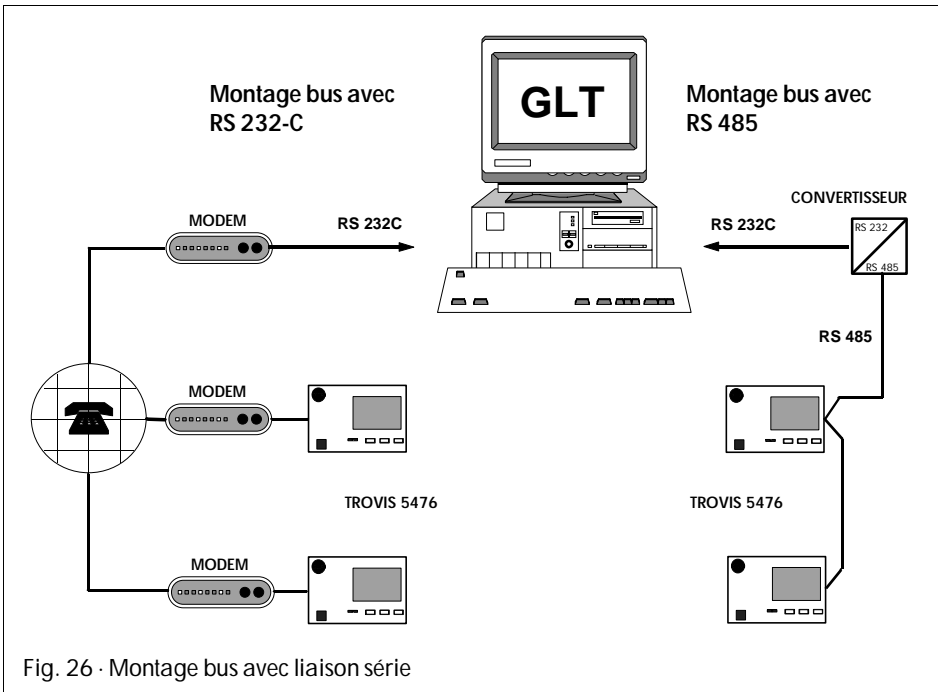 Montage bus avec
RS 232-C
GLT
Montage bus avec
RS 485
CONVERTISSEUR
MODEM
RS 232C
RS 232C
RS 232
RS 485
RS 485
MODEM
TROVIS 5476
TROVIS 5476
MODEM
Fig. 26 · Montage bus avec liaison série